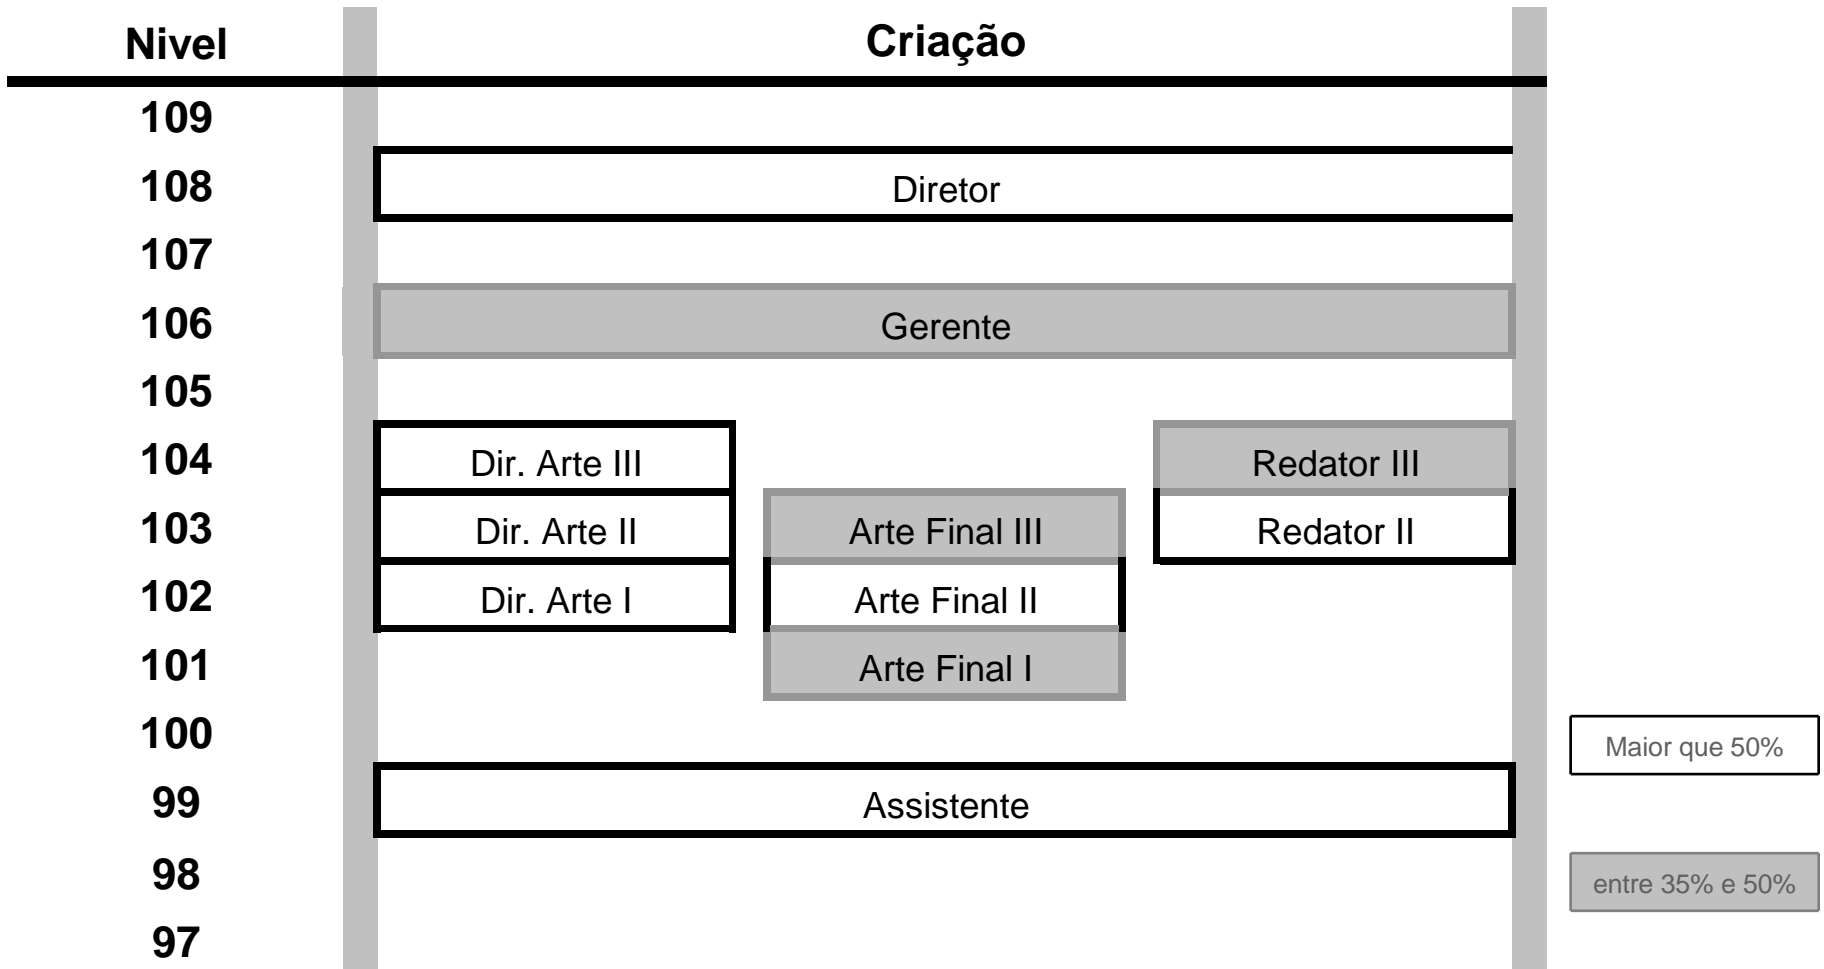 Nivel Criação
109
108 Diretor
107
106 Gerente
105
104 Dir. Arte III Redator III
103 Dir. Arte II Arte Final III Redator II
102 Dir. Arte I Arte Final II
101 Arte Final I
100
Maior que 50%
99 Assistente
98
entre 35% e 50%
97